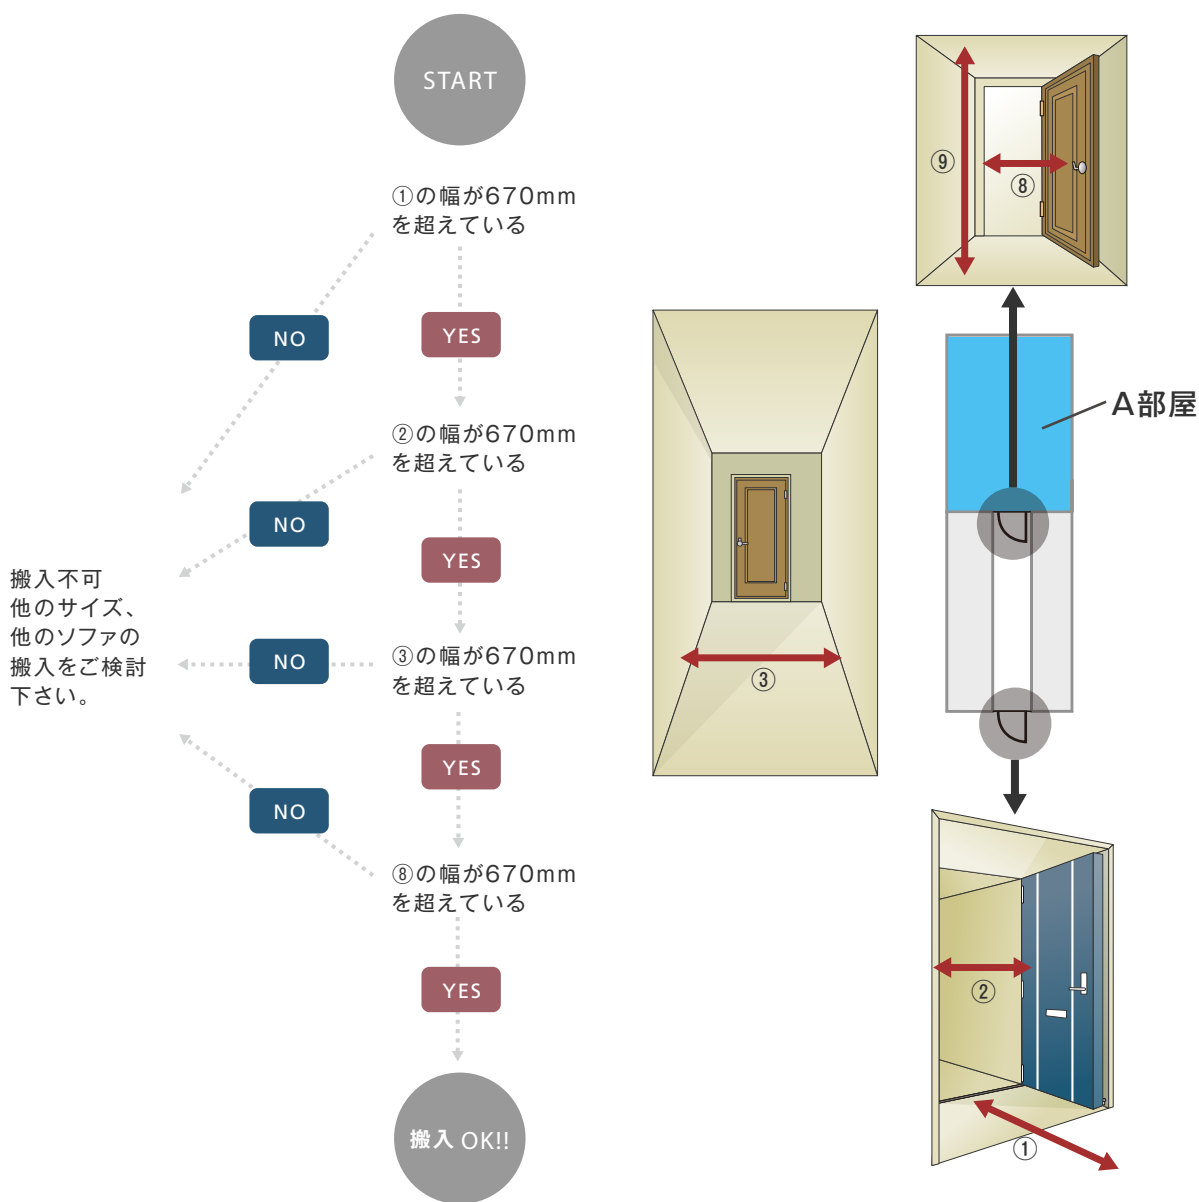 START
①の幅が670mm
を超えている
NO
YES
②の幅が670mm
を超えている
NO
YES
搬入不可
他のサイズ、
他のソファの
搬入をご検討
下さい。
③の幅が670mm
を超えている
NO
YES
⑧の幅が670mm
を超えている
NO
YES
搬入 OK!!
③
⑨
⑧
A部屋
②
①